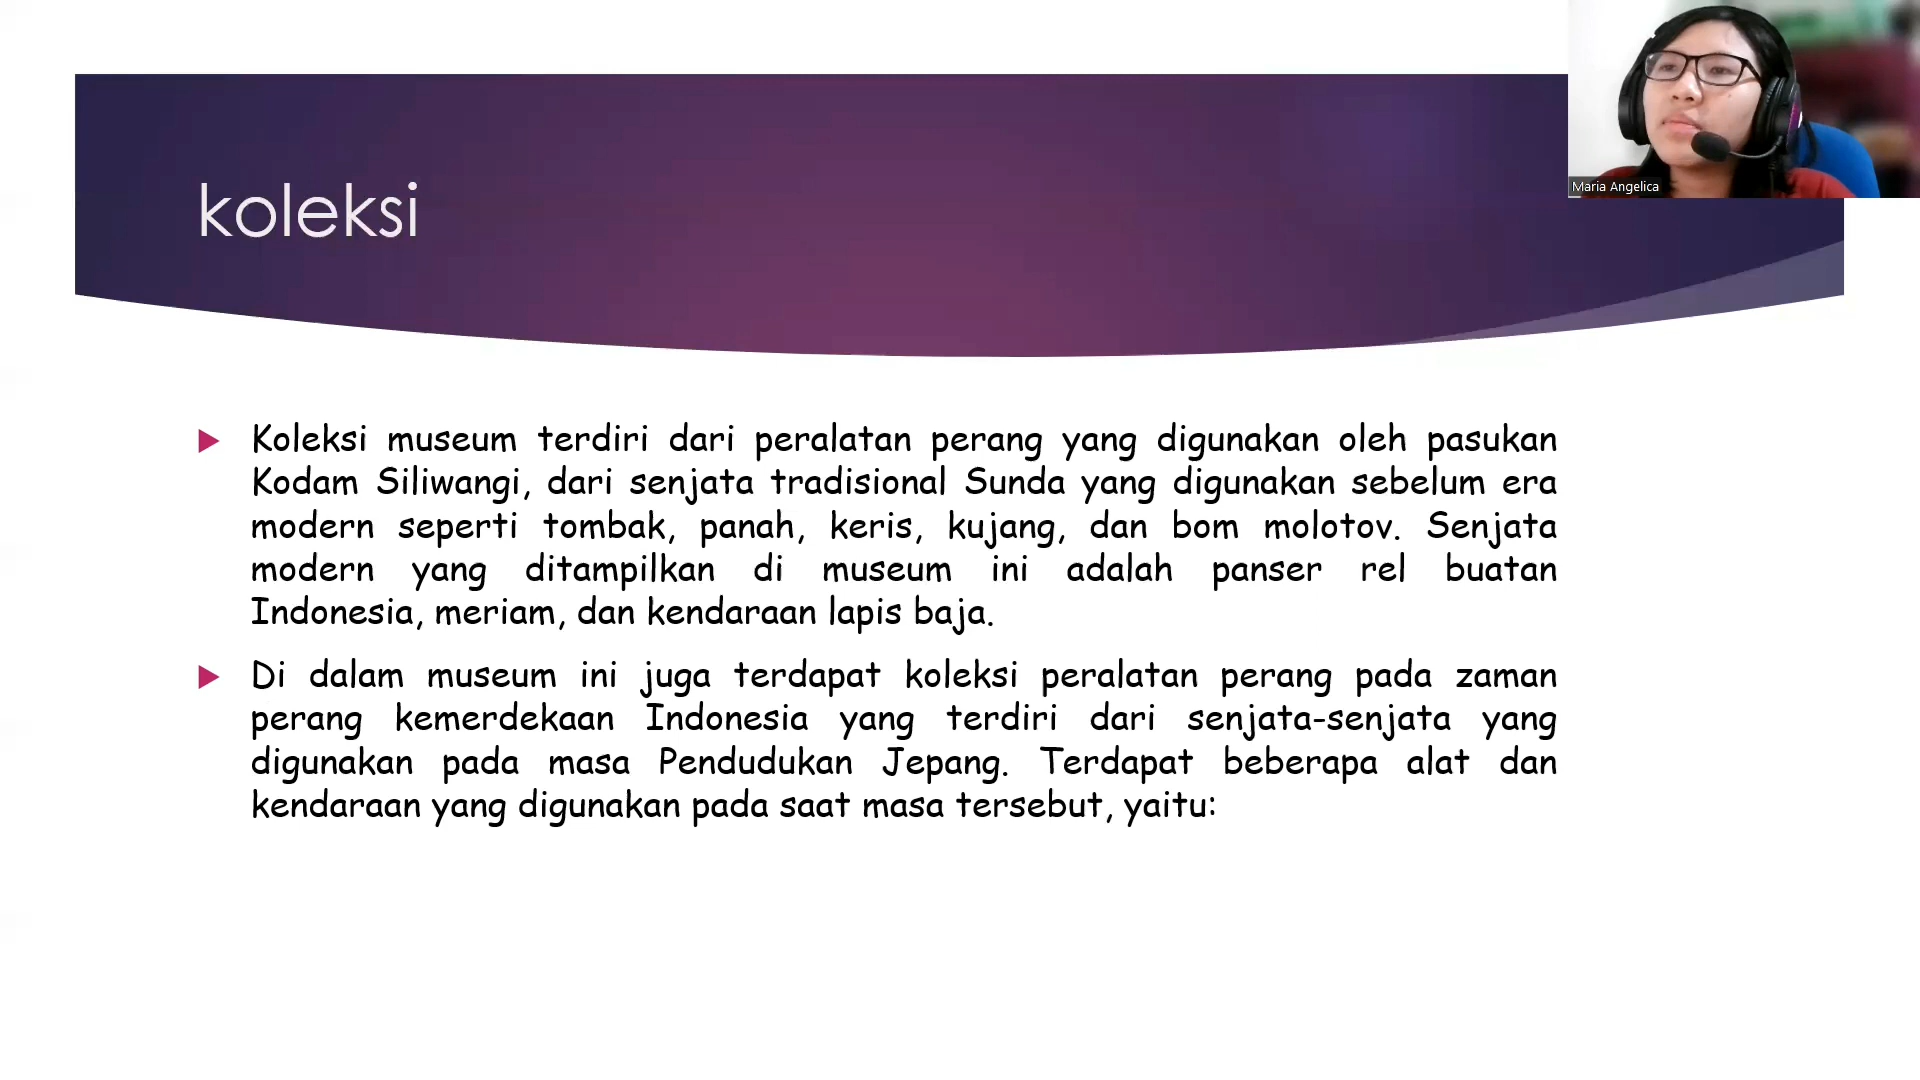 koleksi
Maria Angelica
Koleksi museum terdiri dari peralatan perang yang digunakan oleh pasukan
Kodam Siliwangi, dari senjata tradisional Sunda yang digunakan sebelum era
modern seperti tombak, panah, keris, kujang, dan bom molotov. Senjata
modern yang ditampilkan di museum ini adalah panser rel buatan
Indonesia, meriam, dan kendaraan lapis baja.
Di dalam museum ini juga terdapat koleksi peralatan perang pada zaman
perang kemerdekaan Indonesia yang terdiri dari senjata-senjata yang
digunakan pada masa Pendudukan Jepang. Terdapat beberapa alat dan
kendaraan yang digunakan pada saat masa tersebut, yaitu: